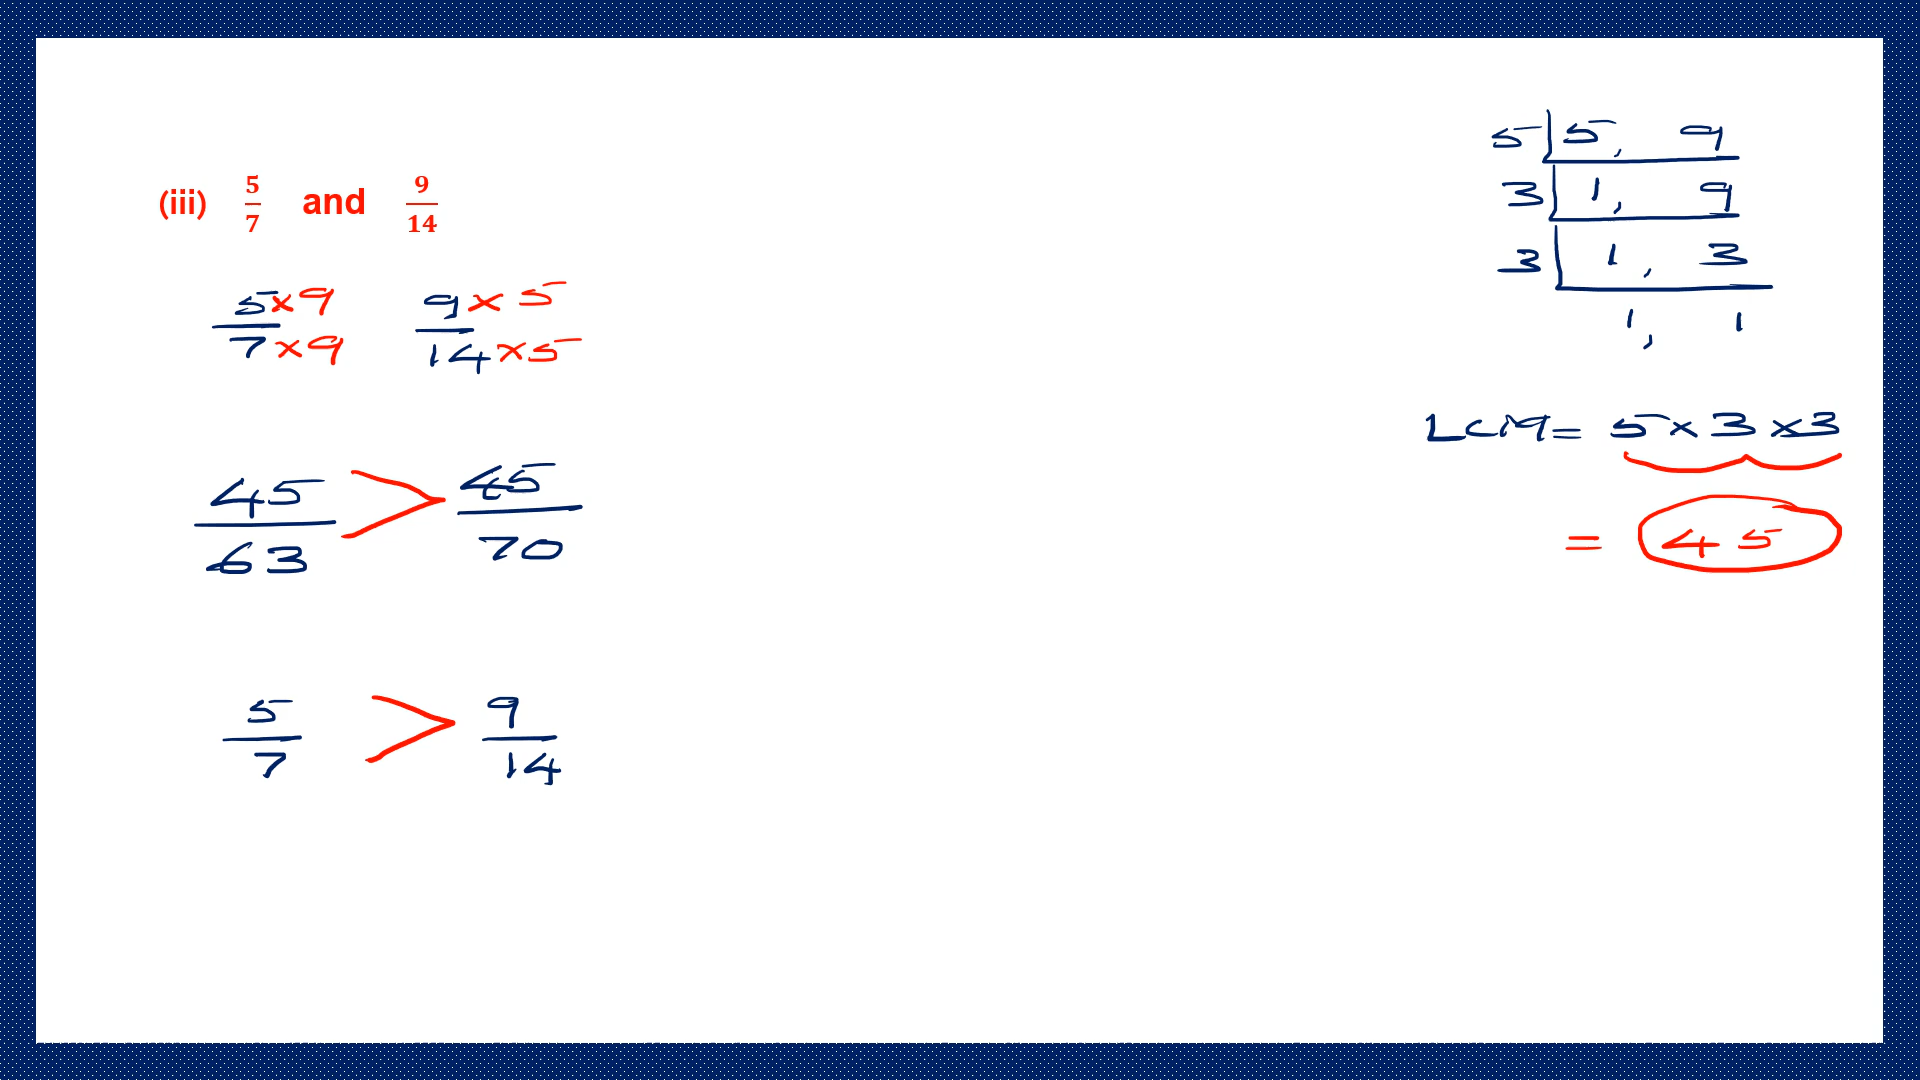 (iii) 5/7 and 9/14
5×9/7×9 9×5/14×5
45/63 > 45/70
5/7 > 9/14
5 | 5, 9
3 | 1, 9
3 | 1, 3
1, 1
LCM = 5×3×3
= 45